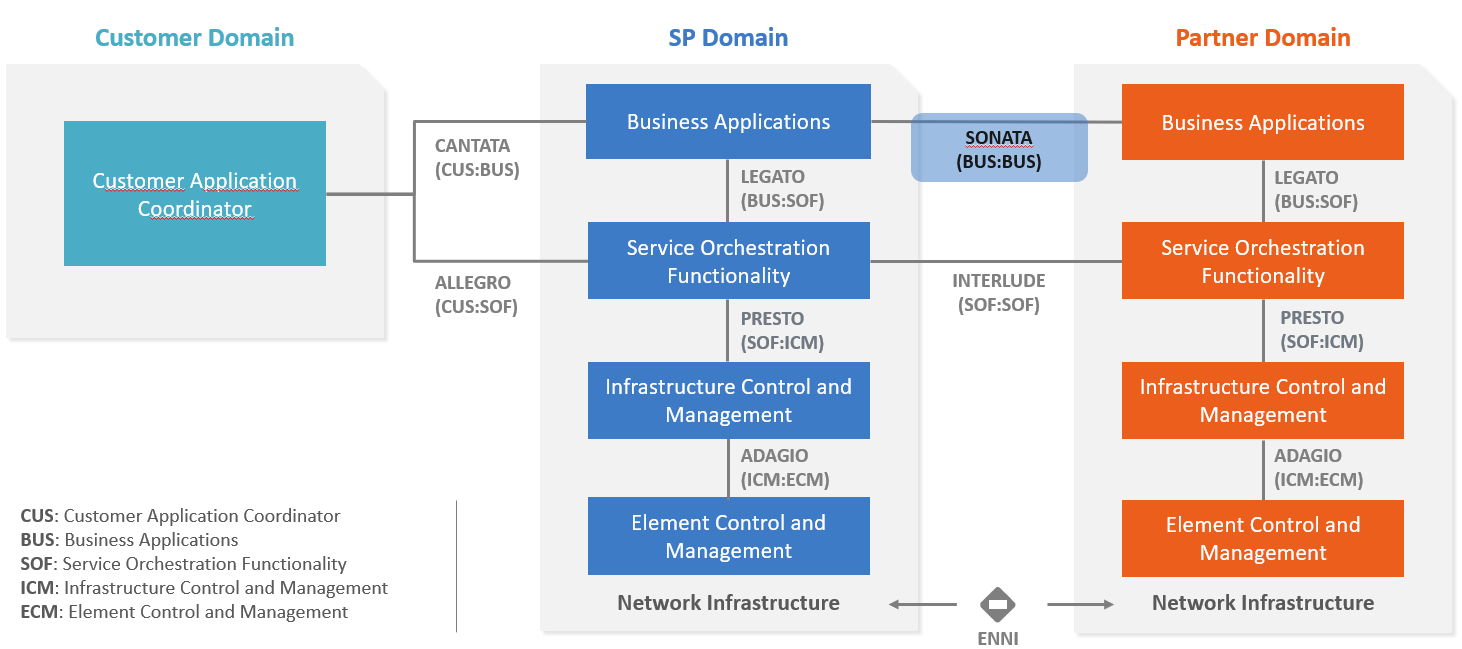 Customer Domain
SP Domain
Partner Domain
Customer Application
Coordinator
CANTATA
(CUS:BUS)
ALLEGRO
(CUS:SOF)
Business Applications
LEGATO
(BUS:SOF)
Service Orchestration
Functionality
PRESTO
(SOF:ICM)
Infrastructure Control and
Management
ADAGIO
(ICM:ECM)
Element Control and
Management
Network Infrastructure
SONATA
(BUS:BUS)
INTERLUDE
(SOF:SOF)
ENNI
Business Applications
LEGATO
(BUS:SOF)
Service Orchestration
Functionality
PRESTO
(SOF:ICM)
Infrastructure Control and
Management
ADAGIO
(ICM:ECM)
Element Control and
Management
Network Infrastructure
CUS: Customer Application Coordinator
BUS: Business Applications
SOF: Service Orchestration Functionality
ICM: Infrastructure Control and Management
ECM: Element Control and Management